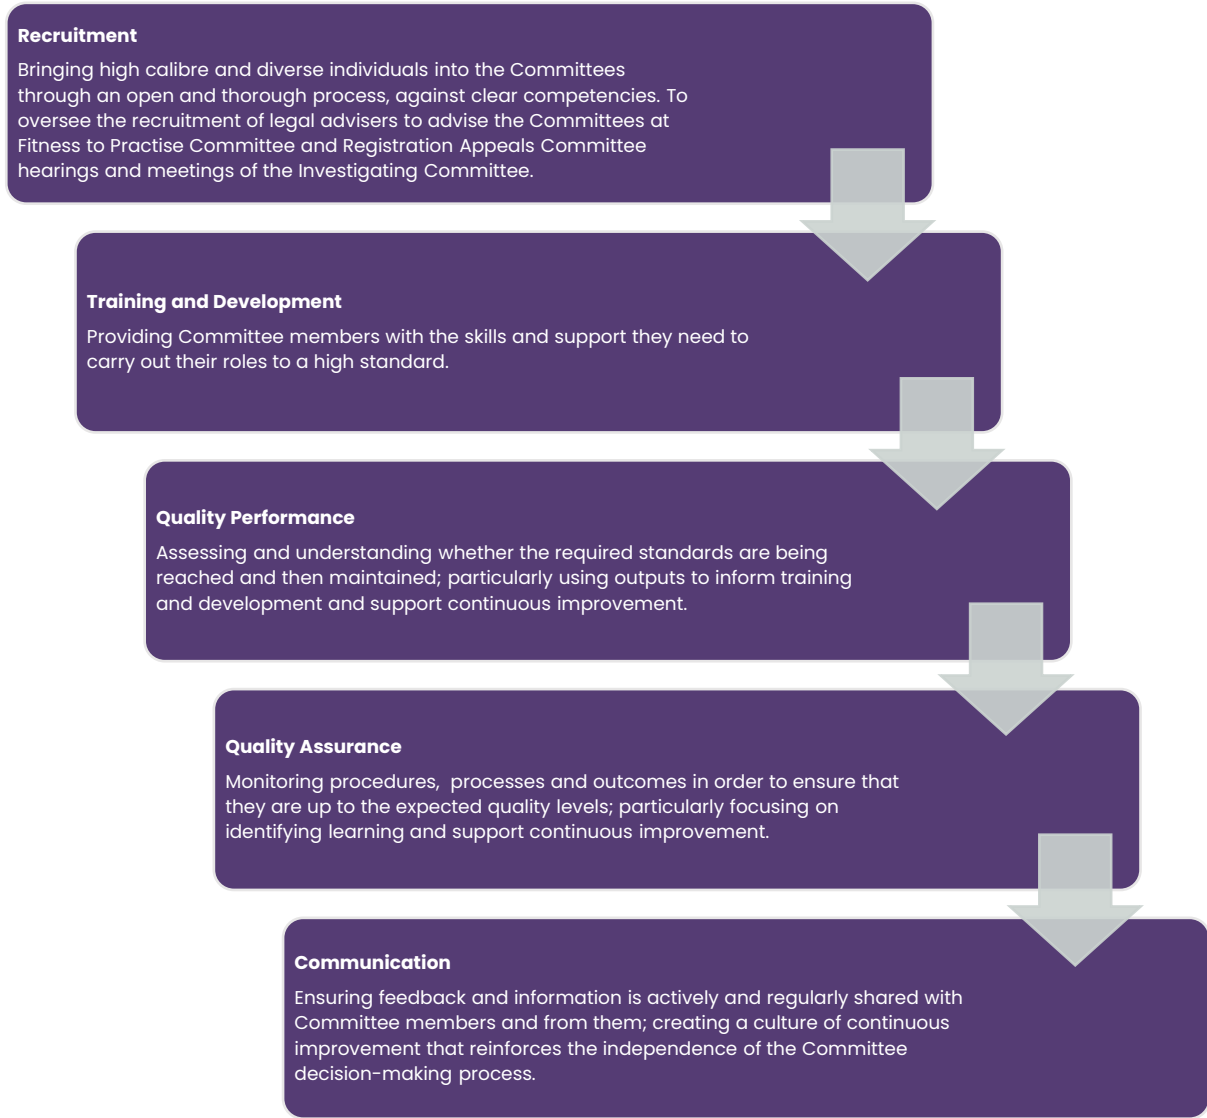 Recruitment
Bringing high calibre and diverse individuals into the Committees
through an open and thorough process, against clear competencies. To
oversee the recruitment of legal advisers to advise the Committees at
Fitness to Practise Committee and Registration Appeals Committee
hearings and meetings of the Investigating Committee.
Training and Development
Providing Committee members with the skills and support they need to
carry out their roles to a high standard.
Quality Performance
Assessing and understanding whether the required standards are being
reached and then maintained; particularly using outputs to inform training
and development and support continuous improvement.
Quality Assurance
Monitoring procedures, processes and outcomes in order to ensure that
they are up to the expected quality levels; particularly focusing on
identifying learning and support continuous improvement.
Communication
Ensuring feedback and information is actively and regularly shared with
Committee members and from them; creating a culture of continuous
improvement that reinforces the independence of the Committee
decision-making process.